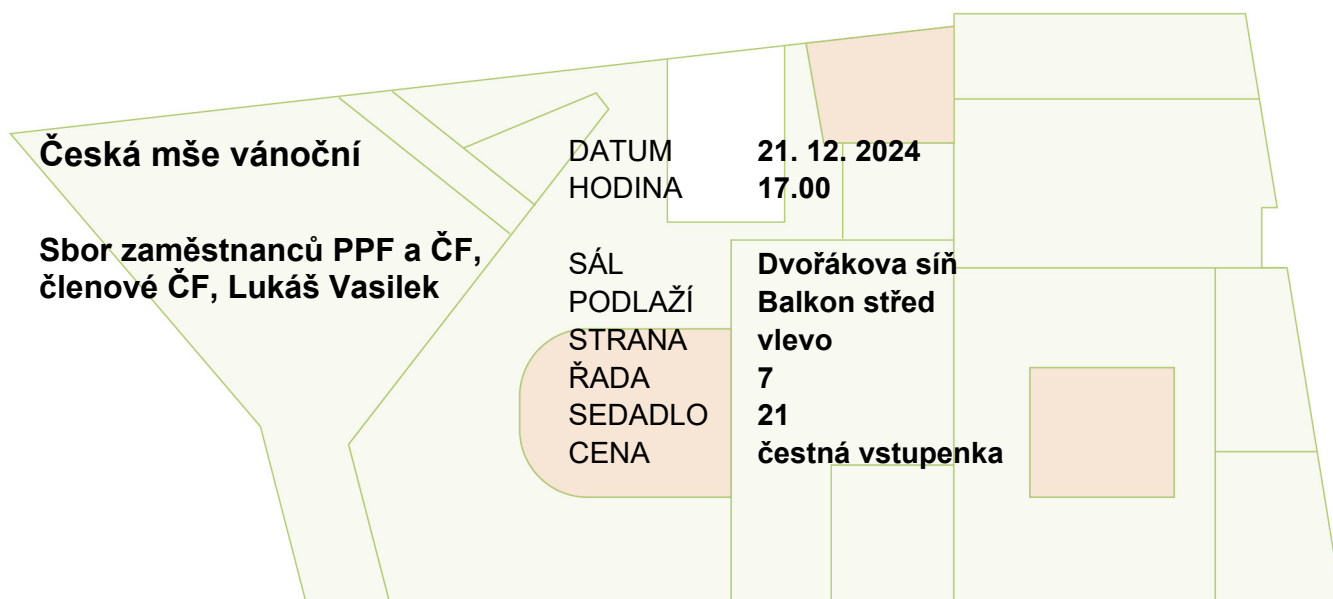 Česká mše vánoční
Sbor zaměstnanců PPF a ČF,
členové ČF, Lukáš Vasilek
DATUM 21. 12. 2024
HODINA 17.00
SÁL Dvořákova síň
PODLAŽÍ Balkon střed
STRANA vlevo
ŘADA 7
SEDADLO 21
CENA čestná vstupenka